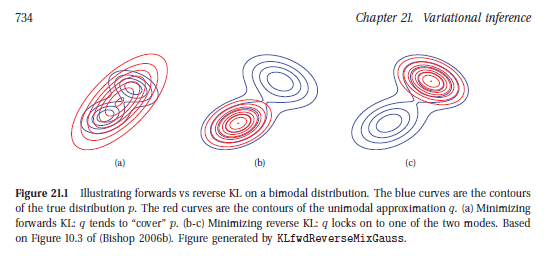 734
Chapter 21. Variational inference
(a)
(b)
(c)
Figure 21.1 Illustrating forwards vs reverse KL on a bimodal distribution. The blue curves are the contours
of the true distribution p. The red curves are the contours of the unimodal approximation q. (a) Minimizing
forwards KL: q tends to “cover” p. (b-c) Minimizing reverse KL: q locks on to one of the two modes. Based
on Figure 10.3 of (Bishop 2006b). Figure generated by KLfwdReverseMixGauss.